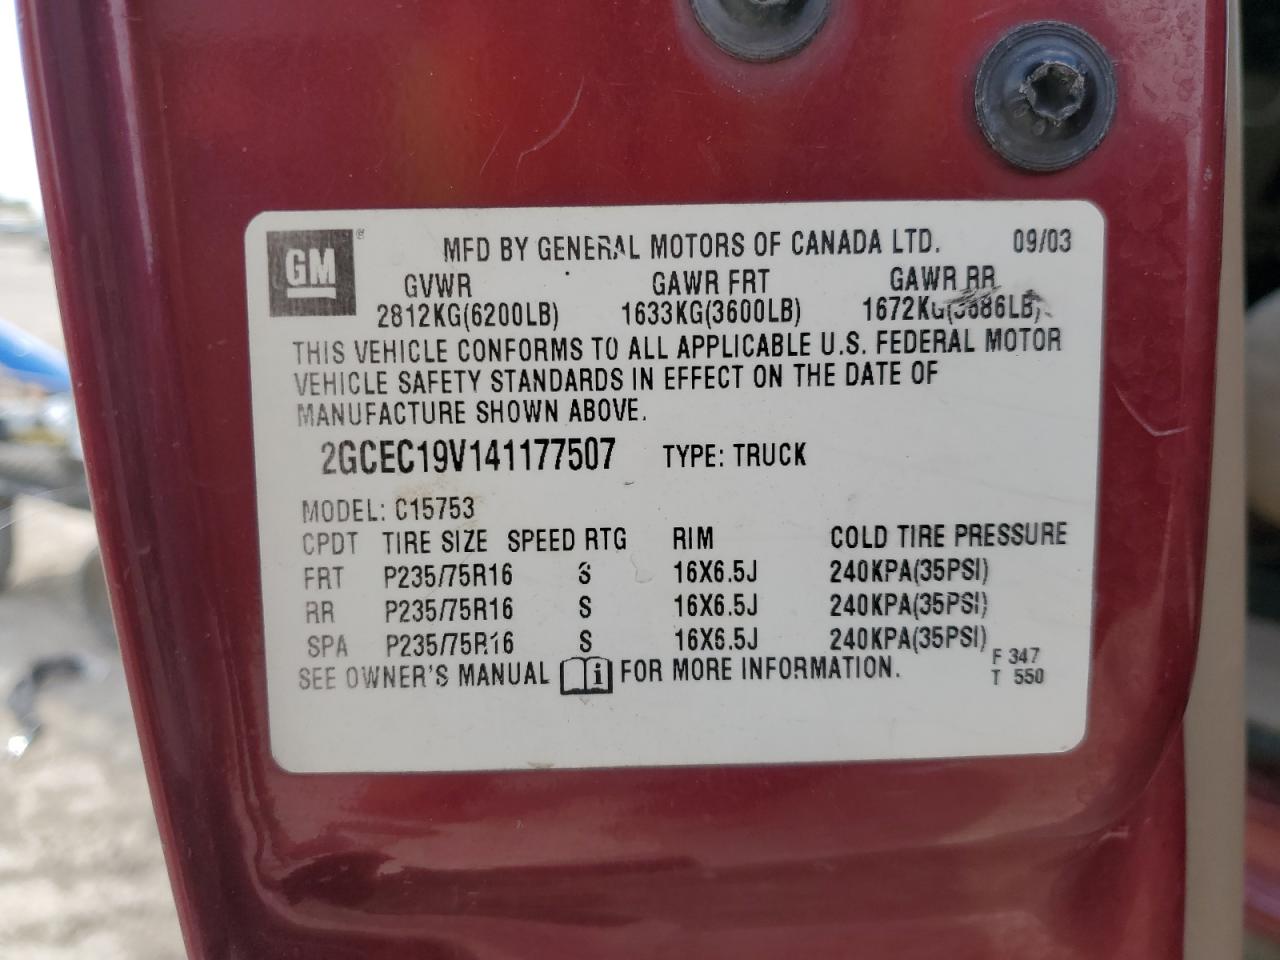 GM ®
MFD BY GENERAL MOTORS OF CANADA LTD. 09/03
GVWR GAWR FRT GAWR RR
2812KG(6200LB) 1633KG(3600LB) 1672KG(3686LB)
THIS VEHICLE CONFORMS TO ALL APPLICABLE U.S. FEDERAL MOTOR
VEHICLE SAFETY STANDARDS IN EFFECT ON THE DATE OF
MANUFACTURE SHOWN ABOVE.
2GCEC19V141177507 TYPE: TRUCK
MODEL: C15753
CPDT TIRE SIZE SPEED RTG RIM COLD TIRE PRESSURE
FRT P235/75R16 S 16X6.5J 240KPA(35PSI)
RR P235/75R16 S 16X6.5J 240KPA(35PSI)
SPA P235/75R16 S 16X6.5J 240KPA(35PSI)
SEE OWNER'S MANUAL i FOR MORE INFORMATION.
F 347
T 550